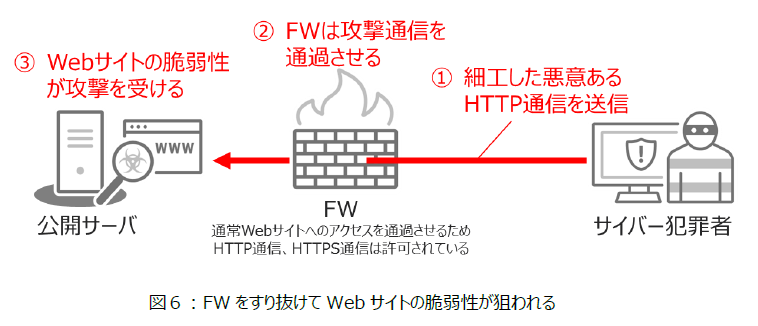 ② FWは攻撃通信を
通過させる
③ Webサイトの脆弱性
が攻撃を受ける
① 細工した悪意ある
HTTP通信を送信
WWW
公開サーバ
FW
通常Webサイトへのアクセスを通過させるため
HTTP通信、HTTPS通信は許可されている
サイバー犯罪者
図6：FWをすり抜けてWebサイトの脆弱性が狙われる